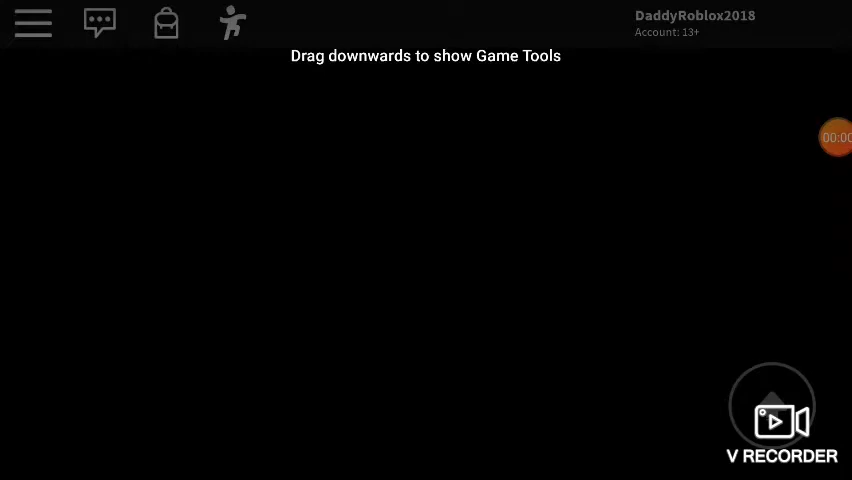 DaddyRoblox2018
Account: 13+
Drag downwards to show Game Tools
00:00
V RECORDER